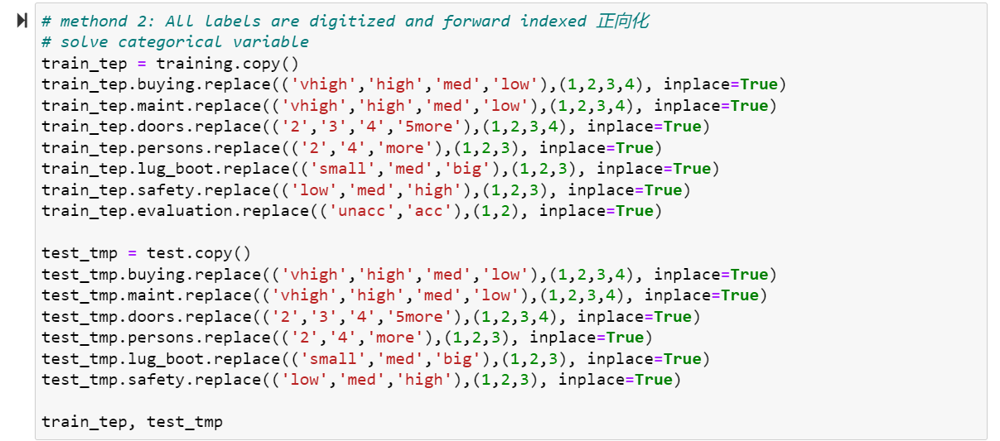 # methond 2: All labels are digitized and forward indexed 正向化
# solve categorical variable
train_tep = training.copy()
train_tep.buying.replace(('vhigh','high','med','low'),(1,2,3,4), inplace=True)
train_tep.maint.replace(('vhigh','high','med','low'),(1,2,3,4), inplace=True)
train_tep.doors.replace(('2','3','4','5more'),(1,2,3,4), inplace=True)
train_tep.persons.replace(('2','4','more'),(1,2,3), inplace=True)
train_tep.lug_boot.replace(('small','med','big'),(1,2,3), inplace=True)
train_tep.safety.replace(('low','med','high'),(1,2,3), inplace=True)
train_tep.evaluation.replace(('unacc','acc'),(1,2), inplace=True)

test_tmp = test.copy()
test_tmp.buying.replace(('vhigh','high','med','low'),(1,2,3,4), inplace=True)
test_tmp.maint.replace(('vhigh','high','med','low'),(1,2,3,4), inplace=True)
test_tmp.doors.replace(('2','3','4','5more'),(1,2,3,4), inplace=True)
test_tmp.persons.replace(('2','4','more'),(1,2,3), inplace=True)
test_tmp.lug_boot.replace(('small','med','big'),(1,2,3), inplace=True)
test_tmp.safety.replace(('low','med','high'),(1,2,3), inplace=True)

train_tep, test_tmp